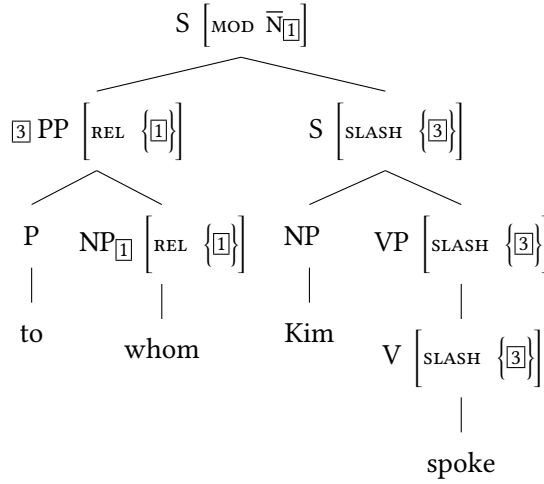 S [MOD N̅1]
3 PP [REL {1}] S [SLASH {3}]
P NP1 [REL {1}] NP VP [SLASH {3}]
to whom Kim V [SLASH {3}]
spoke